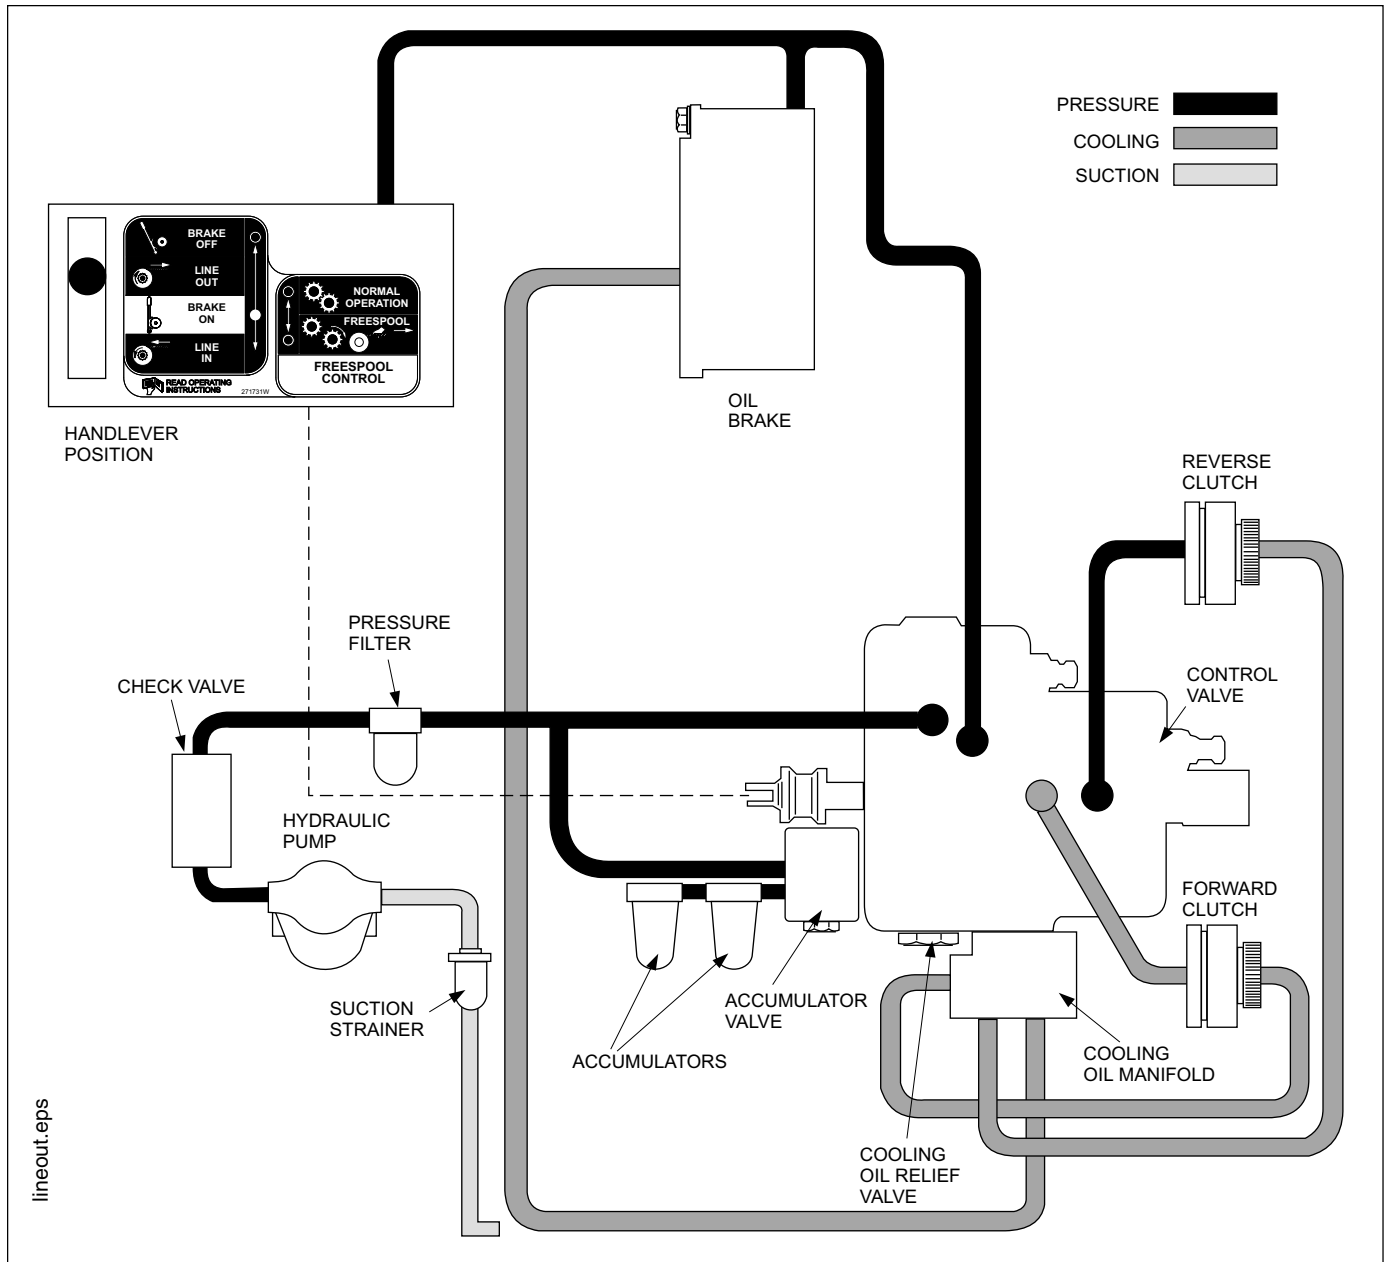 PRESSURE
COOLING
SUCTION
BRAKE
OFF
LINE
OUT
BRAKE
ON
LINE
IN
READ OPERATING
INSTRUCTIONS
271731W
NORMAL
OPERATION
FREESPOOL
FREESPOOL
CONTROL
HANDLEVER
POSITION
OIL
BRAKE
REVERSE
CLUTCH
PRESSURE
FILTER
CHECK VALVE
CONTROL
VALVE
HYDRAULIC
PUMP
FORWARD
CLUTCH
SUCTION
STRAINER
ACCUMULATOR
VALVE
ACCUMULATORS
COOLING
OIL MANIFOLD
COOLING
OIL RELIEF
VALVE
lineout.eps